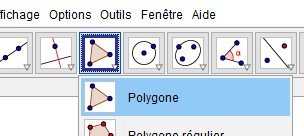 ffichage Options Outils Fenêtre Aide
α
Polygone
Polygone régulier